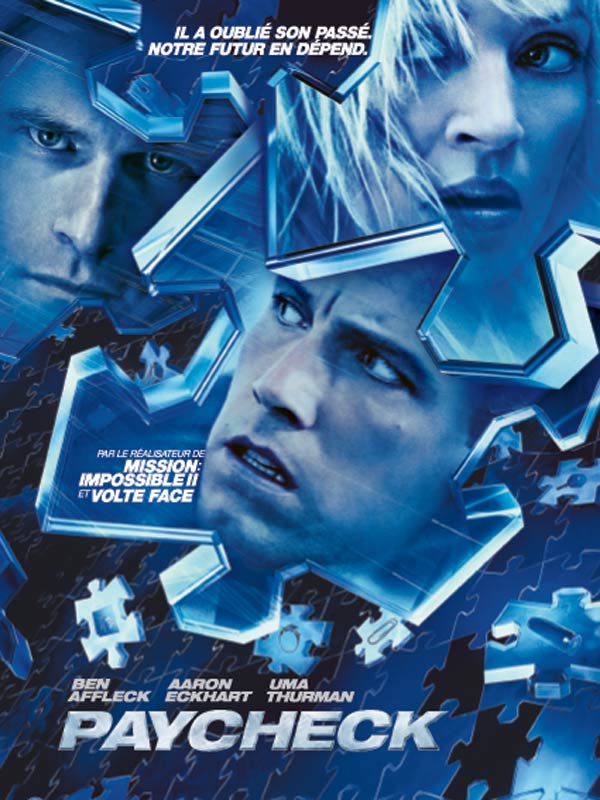 IL A OUBLIÉ SON PASSÉ.
NOTRE FUTUR EN DÉPEND.
PAR LE RÉALISATEUR DE
MISSION:
IMPOSSIBLE II
ET VOLTE FACE
BEN AFFLECK
AARON ECKHART
UMA THURMAN
PAYCHECK